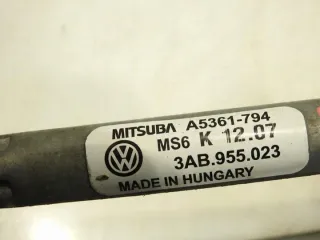 MITSUBA A5361-794
MS6 K 12.07
3AB.955.023
MADE IN HUNGARY